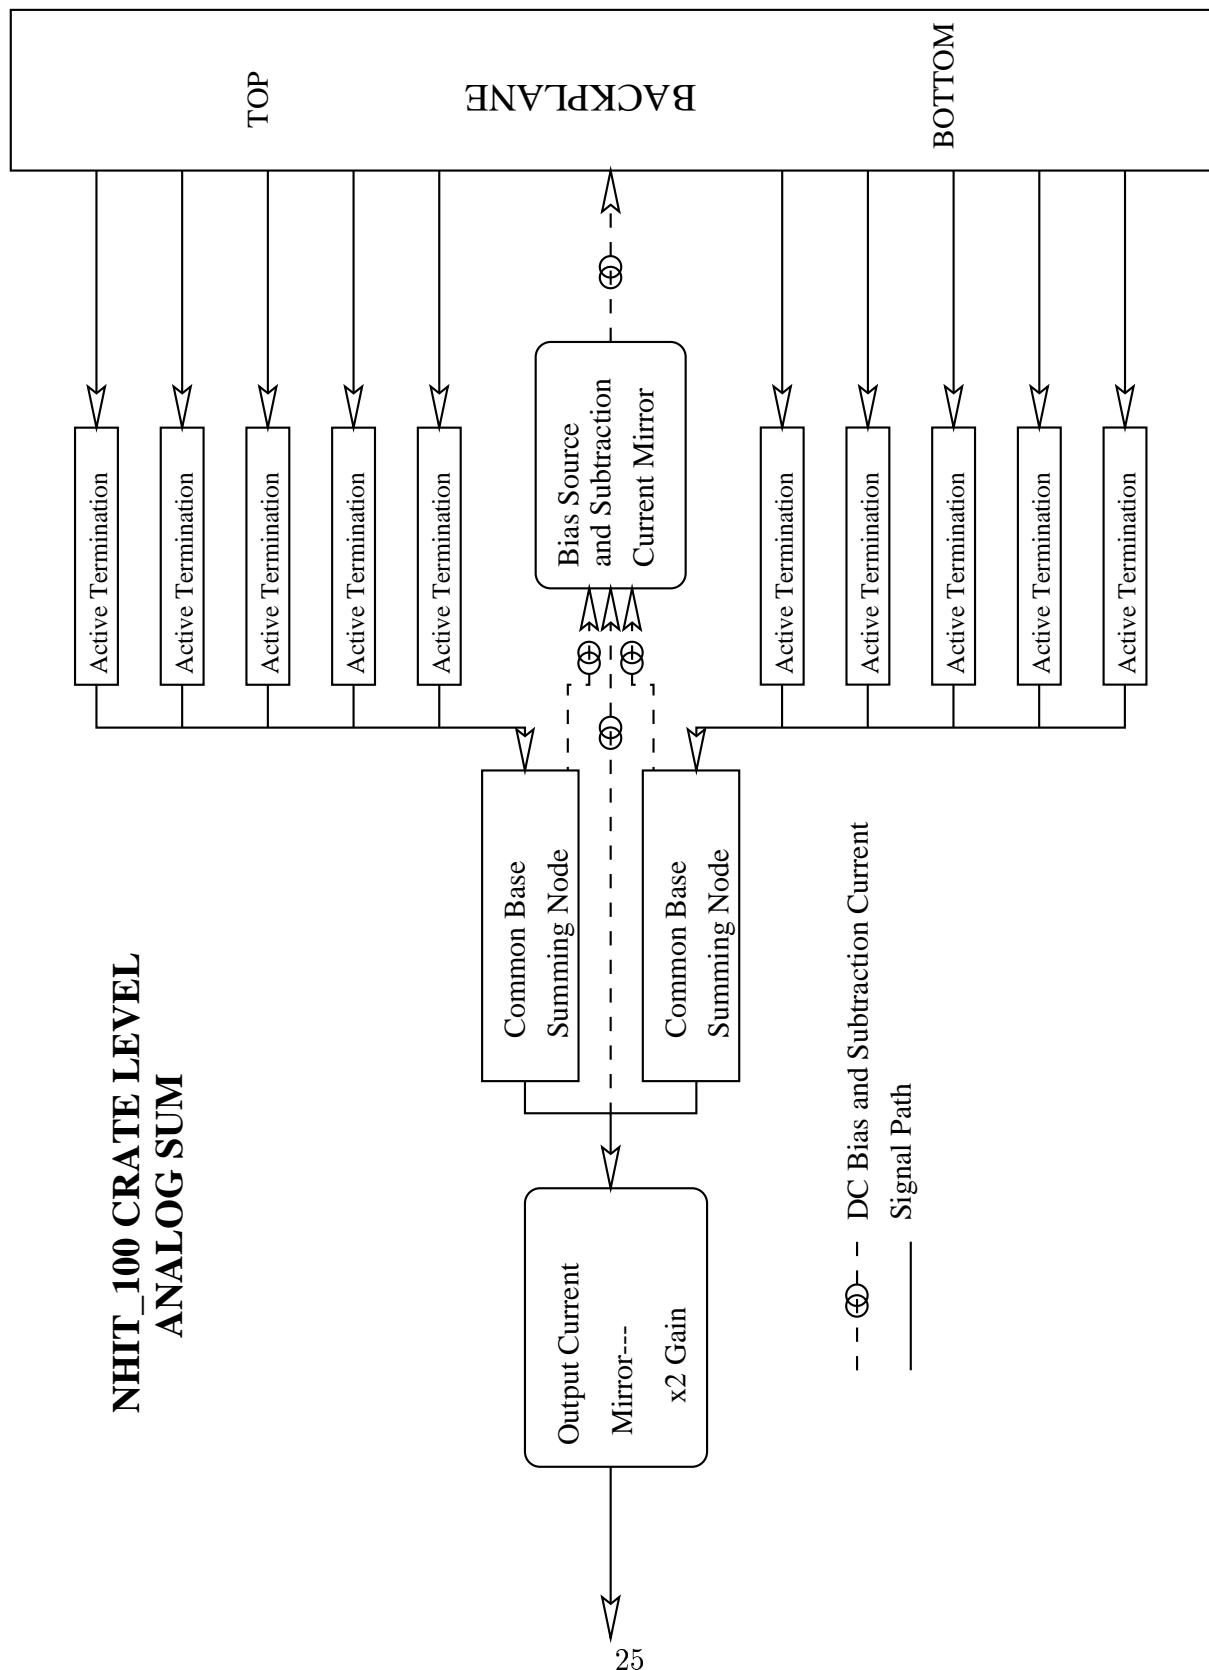 NHIT_100 CRATE LEVEL
ANALOG SUM
TOP
BACKPLANE
BOTTOM
Active Termination
Active Termination
Active Termination
Active Termination
Active Termination
Bias Source
and Subtraction
Current Mirror
Active Termination
Active Termination
Active Termination
Active Termination
Active Termination
Common Base
Summing Node
Common Base
Summing Node
Output Current
Mirror---
x2 Gain
DC Bias and Subtraction Current
Signal Path
25